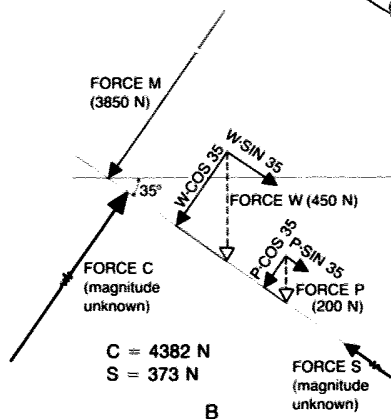 FORCE M
(3850 N)
W-COS 35
W-SIN 35
35°
FORCE W (450 N)
P-COS 35
P-SIN 35
FORCE P
(200 N)
FORCE C
(magnitude
unknown)
C = 4382 N
S = 373 N
FORCE S
(magnitude
unknown)
B